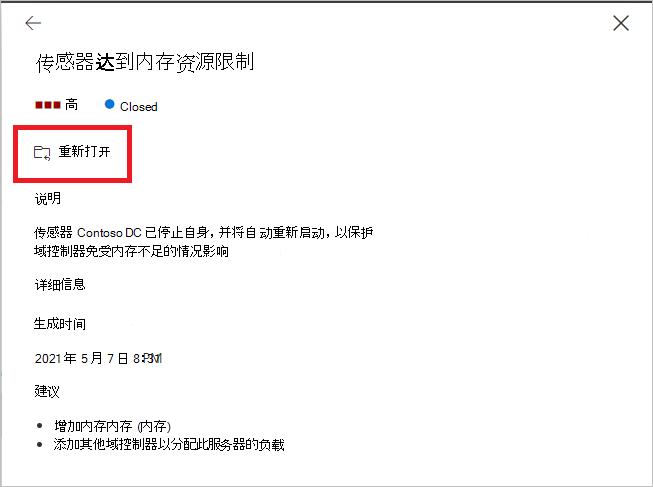 传感器达到内存资源限制
高 Closed
重新打开
说明
传感器 Contoso DC 已停止自身，并将自动重新启动，以保护
域控制器免受内存不足的情况影响
详细信息
生成时间
2021 年 5 月 7 日
建议
• 增加内存内存 (内存)
• 添加其他域控制器以分配此服务器的负载